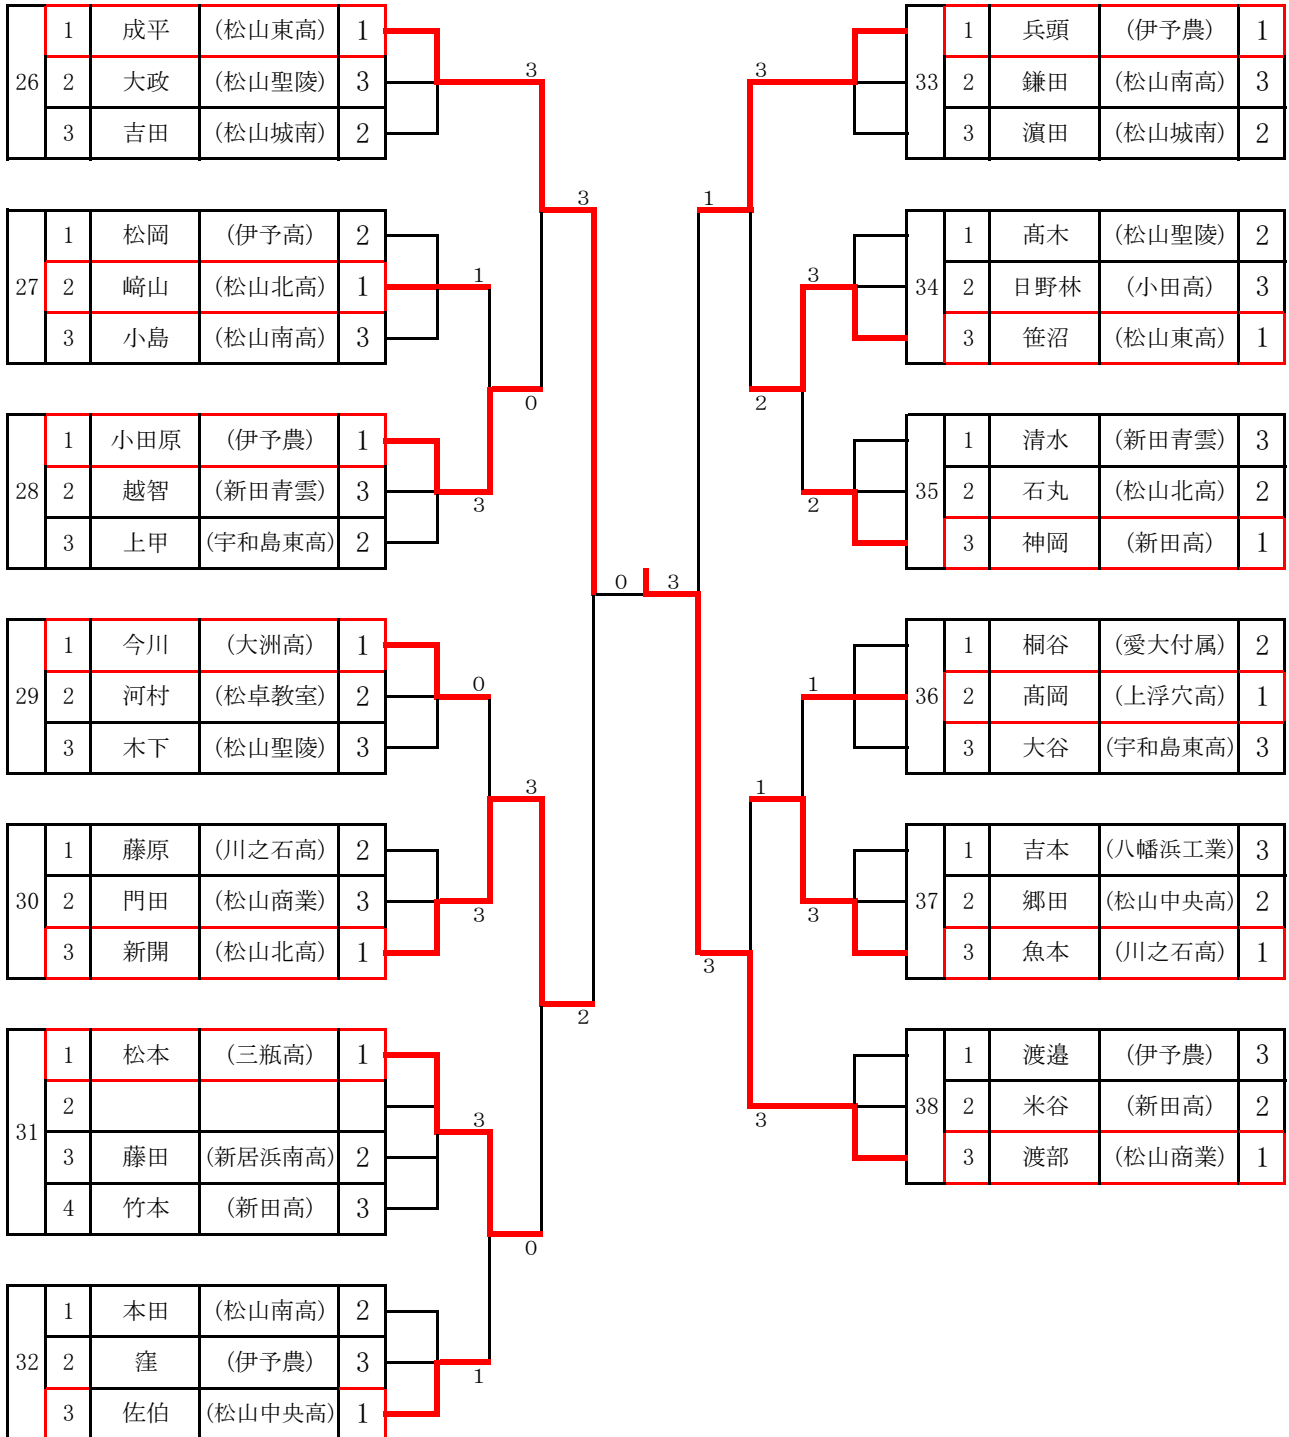 26
1 成平 (松山東高) 1
2 大政 (松山聖陵) 3
3 吉田 (松山城南) 2
27
1 松岡 (伊予高) 2
2 﨑山 (松山北高) 1
3 小島 (松山南高) 3
28
1 小田原 (伊予農) 1
2 越智 (新田青雲) 3
3 上甲 (宇和島東高) 2
29
1 今川 (大洲高) 1
2 河村 (松卓教室) 2
3 木下 (松山聖陵) 3
30
1 藤原 (川之石高) 2
2 門田 (松山商業) 3
3 新開 (松山北高) 1
31
1 松本 (三瓶高) 1
2
3 藤田 (新居浜南高) 2
4 竹本 (新田高) 3
32
1 本田 (松山南高) 2
2 窪 (伊予農) 3
3 佐伯 (松山中央高) 1
3
3
1
0
3
0
3
3
2
3
0
1
0 3
3
1
3
2
2
1
1
3
3
3
33
1 兵頭 (伊予農) 1
2 鎌田 (松山南高) 3
3 濵田 (松山城南) 2
34
1 髙木 (松山聖陵) 2
2 日野林 (小田高) 3
3 笹沼 (松山東高) 1
35
1 清水 (新田青雲) 3
2 石丸 (松山北高) 2
3 神岡 (新田高) 1
36
1 桐谷 (愛大付属) 2
2 髙岡 (上浮穴高) 1
3 大谷 (宇和島東高) 3
37
1 吉本 (八幡浜工業) 3
2 郷田 (松山中央高) 2
3 魚本 (川之石高) 1
38
1 渡邉 (伊予農) 3
2 米谷 (新田高) 2
3 渡部 (松山商業) 1